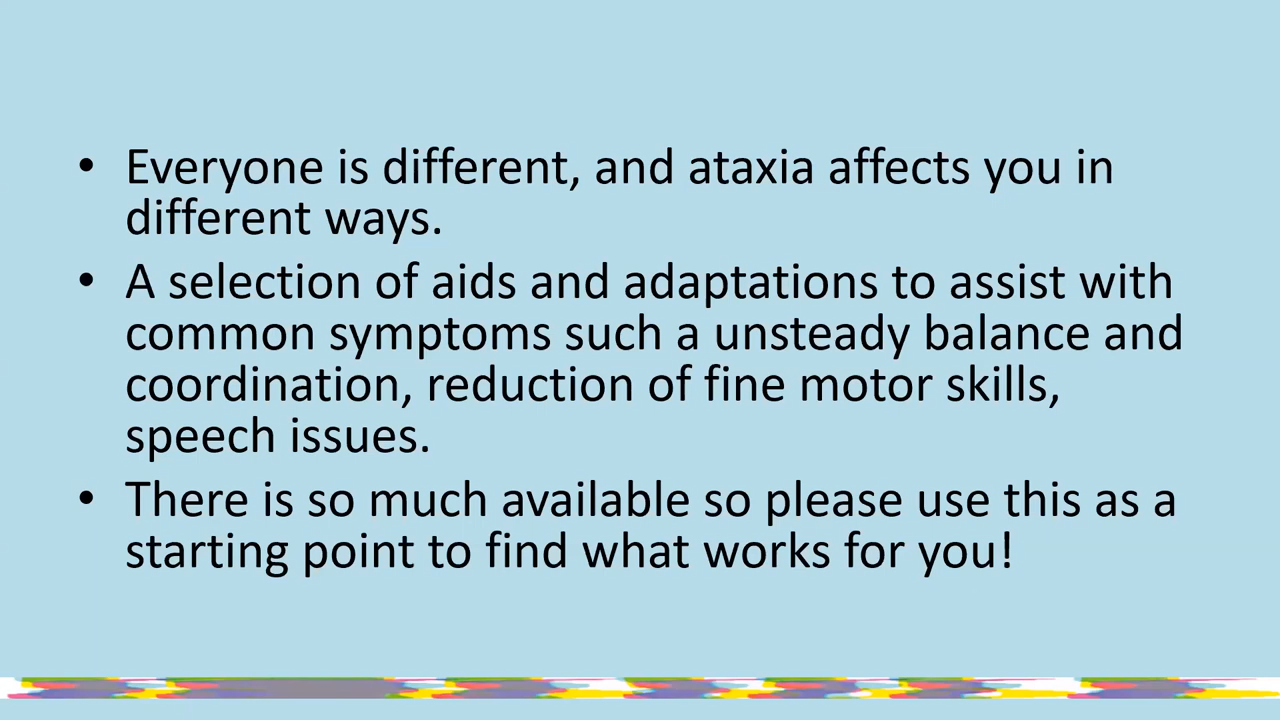 • Everyone is different, and ataxia affects you in
different ways.
• A selection of aids and adaptations to assist with
common symptoms such a unsteady balance and
coordination, reduction of fine motor skills,
speech issues.
• There is so much available so please use this as a
starting point to find what works for you!